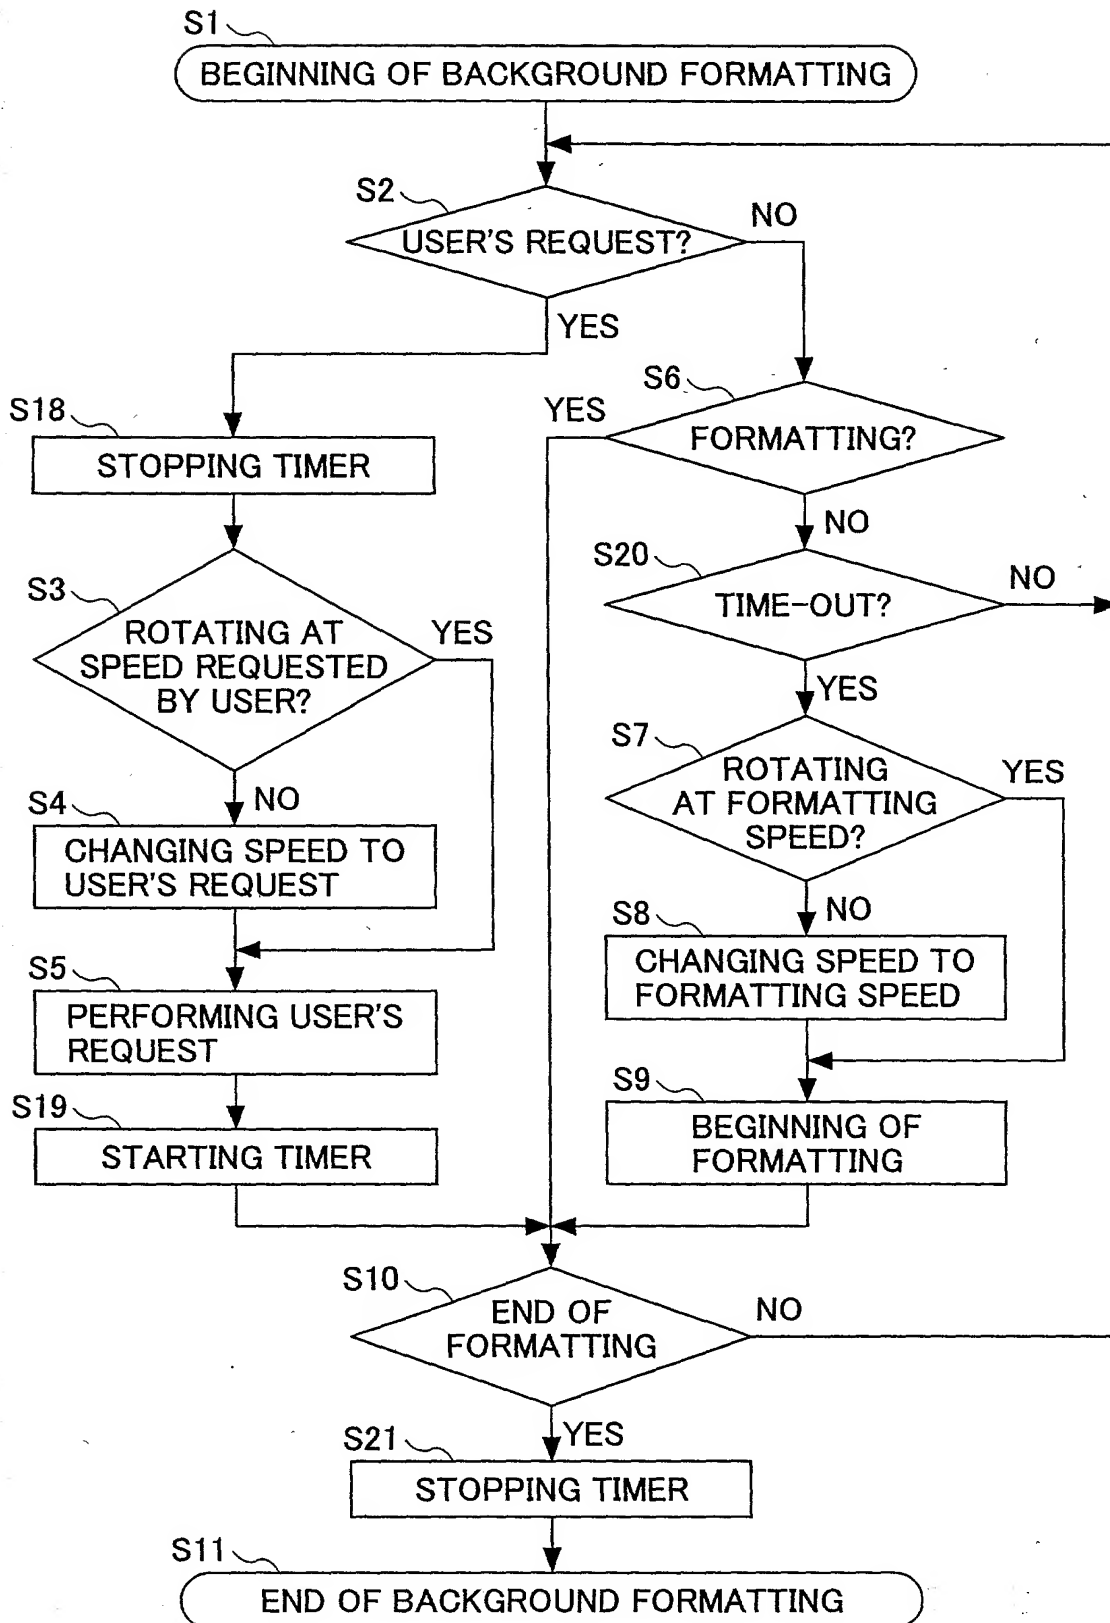 S1
BEGINNING OF BACKGROUND FORMATTING
S2
USER'S REQUEST?
NO
YES
S6
YES
FORMATTING?
NO
S18
STOPPING TIMER
S20
TIME-OUT?
NO
YES
S3
ROTATING AT
SPEED REQUESTED
BY USER?
YES
NO
S7
ROTATING
AT FORMATTING
SPEED?
YES
NO
S4
CHANGING SPEED TO
USER'S REQUEST
S8
CHANGING SPEED TO
FORMATTING SPEED
S5
PERFORMING USER'S
REQUEST
S9
BEGINNING OF
FORMATTING
S19
STARTING TIMER
S10
END OF
FORMATTING
NO
YES
S21
STOPPING TIMER
S11
END OF BACKGROUND FORMATTING